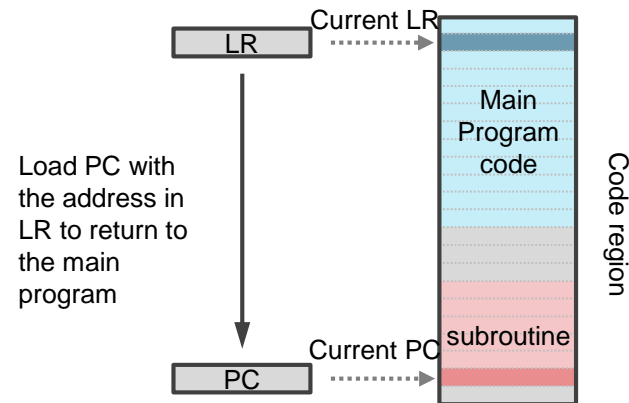 Current LR
LR
Main
Program
code
Load PC with
the address in
LR to return to
the main
program
Code region
subroutine
Current PC
PC